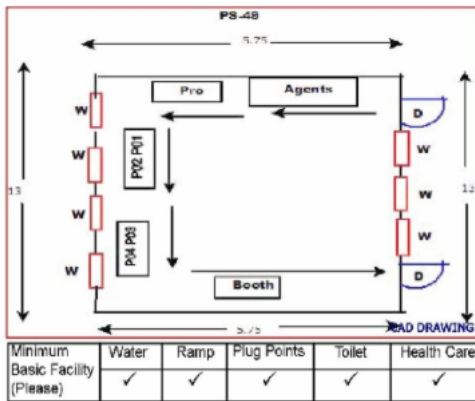 PS-48
5.75
Pro
Agents
W
D
W
P02 P01
W
W
13
13
W
W
P04 P03
W
W
D
Booth
5.75
CAD DRAWING
Minimum Basic Facility (Please)
Water
Ramp
Plug Points
Toilet
Health Care
✓ ✓ ✓ ✓ ✓